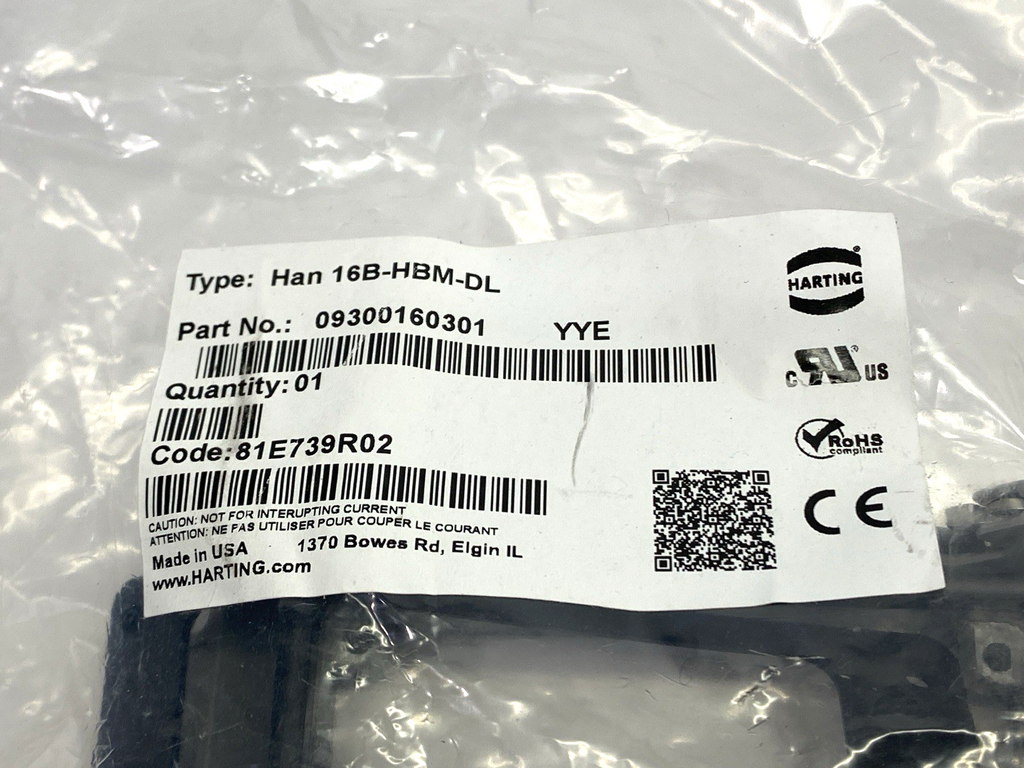 Type: Han 16B-HBM-DL
HARTING®
Part No.: 09300160301 YYE
Quantity: 01
c RU® US
Code: 81E739R02
RoHS
compliant
CE
CAUTION: NOT FOR INTERUPTING CURRENT
ATTENTION: NE PAS UTILISER POUR COUPER LE COURANT
Made in USA 1370 Bowes Rd, Elgin IL
www.HARTING.com